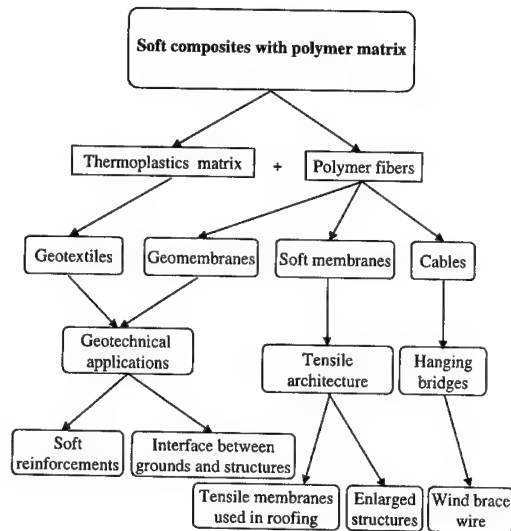 Soft composites with polymer matrix
Thermoplastics matrix + Polymer fibers
Geotextiles
Geomembranes
Soft membranes
Cables
Geotechnical
applications
Tensile
architecture
Hanging
bridges
Soft
reinforcements
Interface between
grounds and structures
Tensile membranes
used in roofing
Enlarged
structures
Wind brace
wire